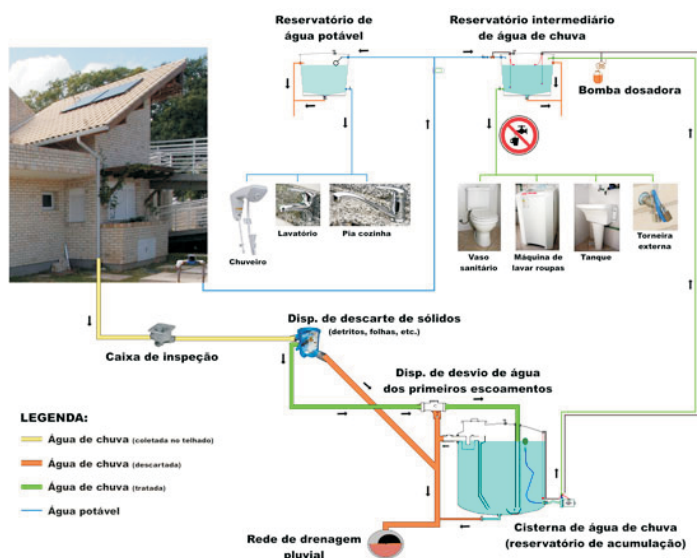 Reservatório de
água potável
Reservatório intermediário
de água de chuva
Bomba dosadora
Chuveiro
Lavatório
Pia cozinha
Vaso
sanitário
Máquina de
lavar roupas
Tanque
Torneira
externa
Disp. de descarte de sólidos
(detritos, folhas, etc.)
Caixa de inspeção
Disp. de desvio de água
dos primeiros escoamentos
LEGENDA:
Água de chuva (coletada no telhado)
Água de chuva (descartada)
Água de chuva (tratada)
Água potável
Rede de drenagem
pluvial
Cisterna de água de chuva
(reservatório de acumulação)